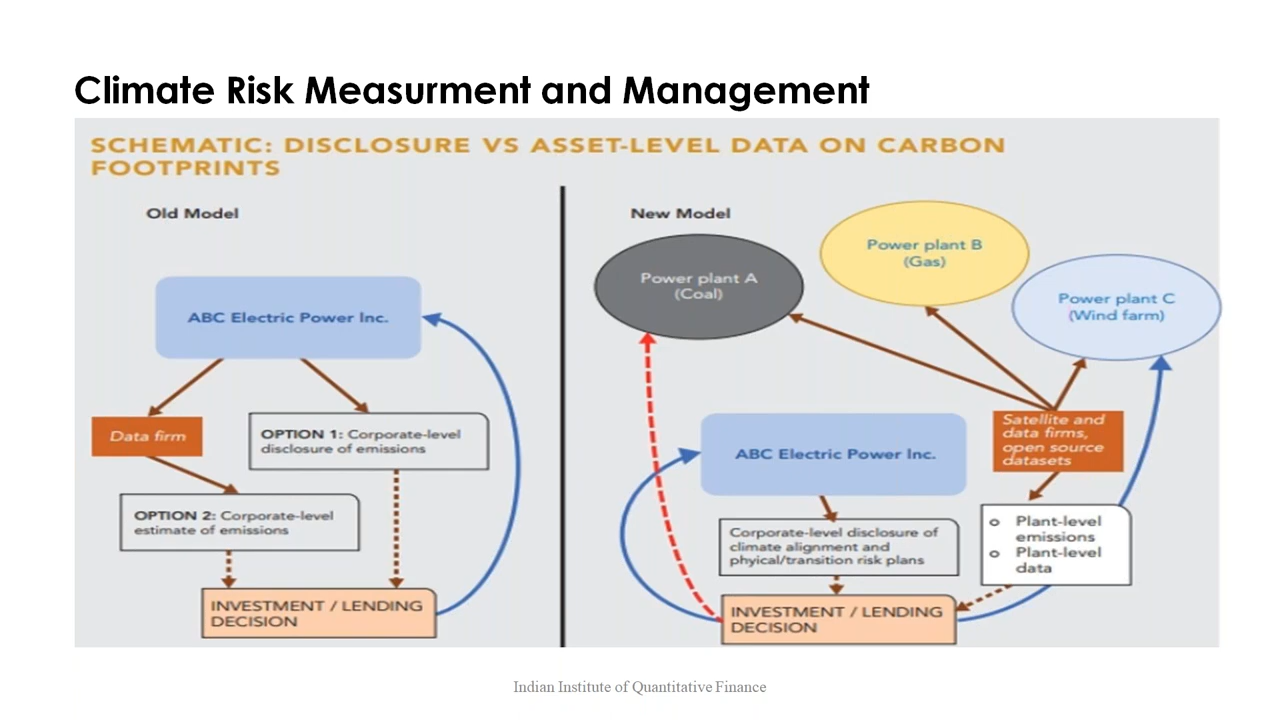 Climate Risk Measurment and Management
SCHEMATIC: DISCLOSURE VS ASSET-LEVEL DATA ON CARBON
FOOTPRINTS
Old Model
ABC Electric Power Inc.
Data firm
OPTION 1: Corporate-level
disclosure of emissions
OPTION 2: Corporate-level
estimate of emissions
INVESTMENT / LENDING
DECISION
New Model
Power plant A
(Coal)
Power plant B
(Gas)
Power plant C
(Wind farm)
ABC Electric Power Inc.
Satellite and
data firms,
open source
datasets
Corporate-level disclosure of
climate alignment and
phyical/transition risk plans
o Plant-level
emissions
o Plant-level
data
INVESTMENT / LENDING
DECISION
Indian Institute of Quantitative Finance